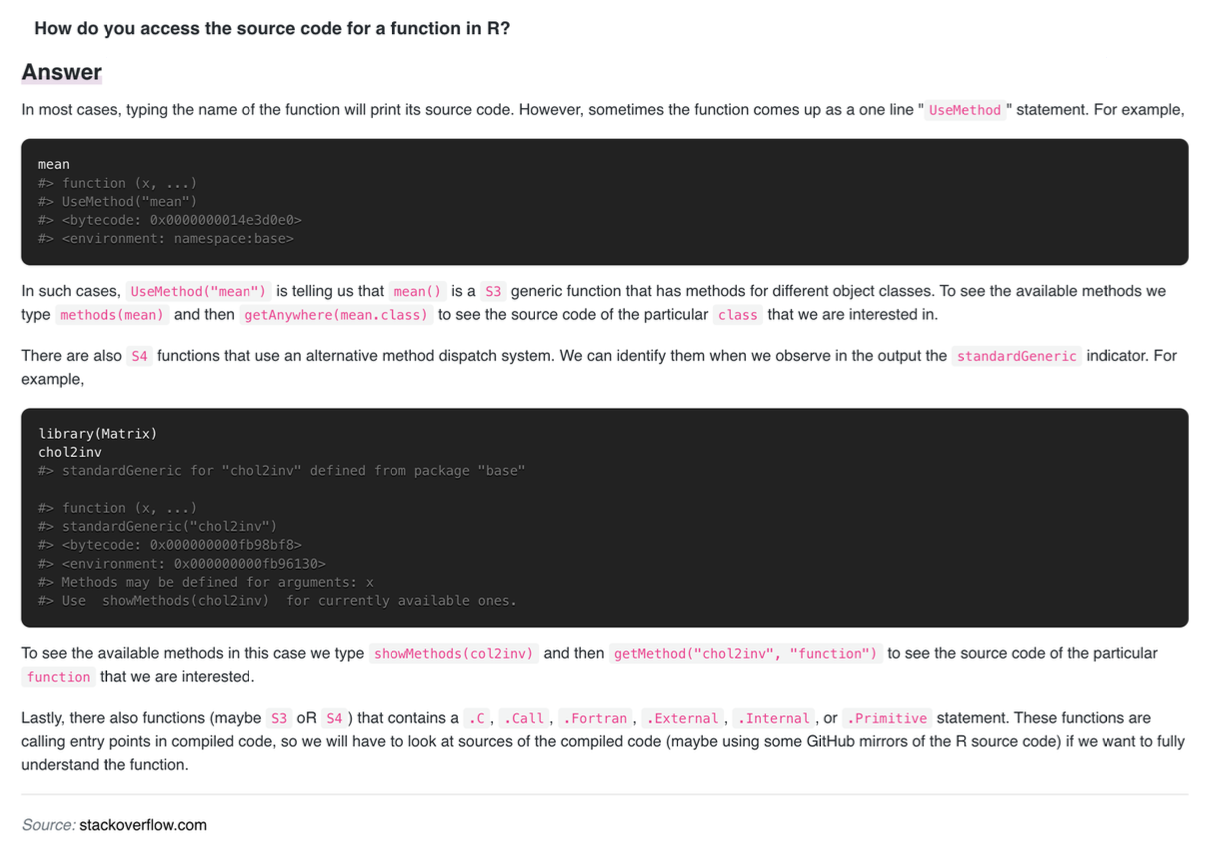 How do you access the source code for a function in R?
Answer
In most cases, typing the name of the function will print its source code. However, sometimes the function comes up as a one line " UseMethod " statement. For example,
mean
#> function (x, ...)
#> UseMethod("mean")
#> <bytecode: 0x0000000014e3d0e0>
#> <environment: namespace:base>
In such cases, UseMethod("mean") is telling us that mean() is a S3 generic function that has methods for different object classes. To see the available methods we
type methods(mean) and then getAnywhere(mean.class) to see the source code of the particular class that we are interested in.
There are also S4 functions that use an alternative method dispatch system. We can identify them when we observe in the output the standardGeneric indicator. For
example,
library(Matrix)
chol2inv
#> standardGeneric for "chol2inv" defined from package "base"
#> function (x, ...)
#> standardGeneric("chol2inv")
#> <bytecode: 0x000000000fb98bf8>
#> <environment: 0x000000000fb96130>
#> Methods may be defined for arguments: x
#> Use  showMethods(chol2inv)  for currently available ones.
To see the available methods in this case we type showMethods(col2inv) and then getMethod("chol2inv", "function") to see the source code of the particular
function that we are interested.
Lastly, there also functions (maybe S3 oR S4 ) that contains a .C , .Call , .Fortran , .External , .Internal , or .Primitive statement. These functions are
calling entry points in compiled code, so we will have to look at sources of the compiled code (maybe using some GitHub mirrors of the R source code) if we want to fully
understand the function.
Source: stackoverflow.com